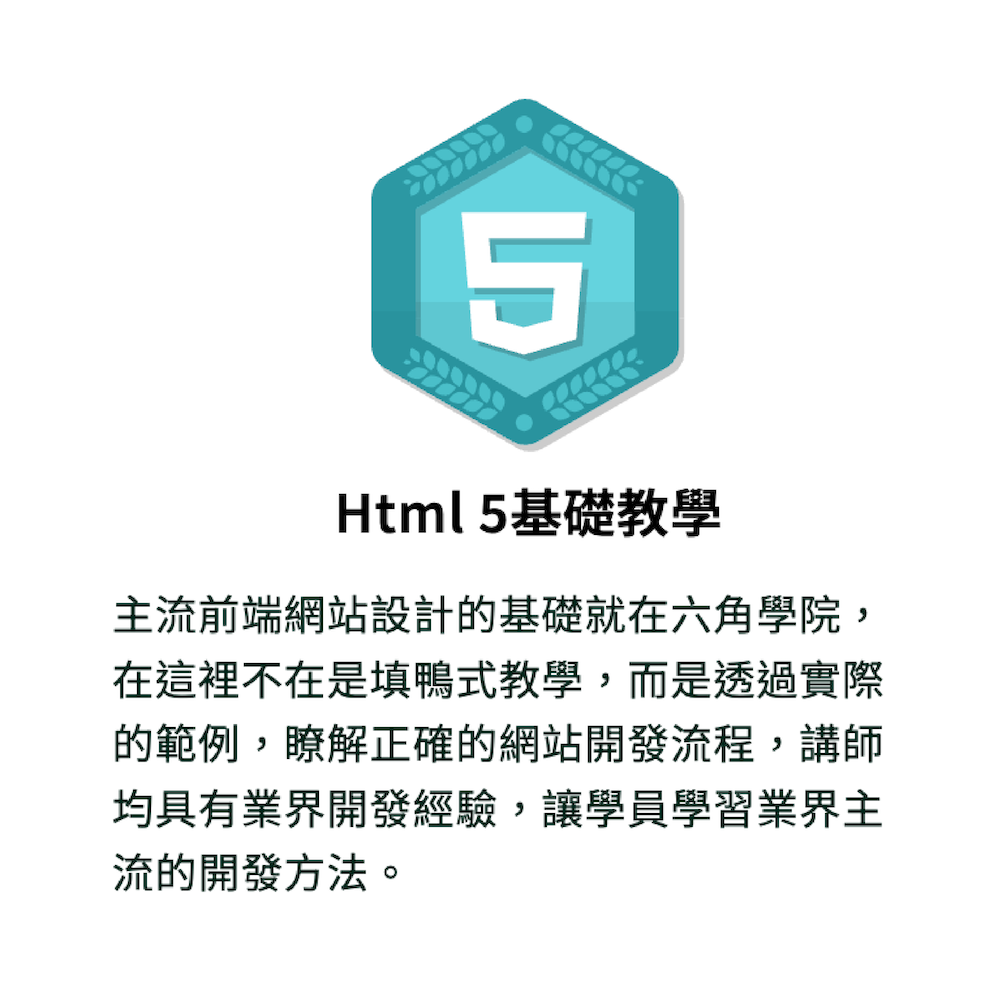 5
Html 5基礎教學
主流前端網站設計的基礎就在六角學院，
在這裡不在是填鴨式教學，而是透過實際
的範例，瞭解正確的網站開發流程，講師
均具有業界開發經驗，讓學員學習業界主
流的開發方法。